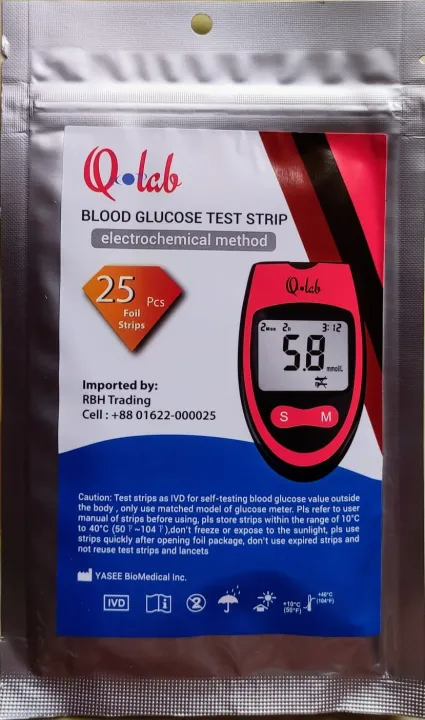 Q•lab
BLOOD GLUCOSE TEST STRIP
electrochemical method
25 Pcs
Foil
Strips
Q•lab
3:12
5.8
mmol/L
S M
Imported by:
RBH Trading
Cell : +88 01622-000025
Caution: Test strips as IVD for self-testing blood glucose value outside
the body , only use matched model of glucose meter. Pls refer to user
manual of strips before using, pls store strips within the range of 10°C
to 40°C (50 ℉~104 ℉),don't freeze or expose to the sunlight, pls use
strips quickly after opening foil package, don't use expired strips and
not reuse test strips and lancets
YASEE BioMedical Inc.
IVD
i
2
+10°C
(50°F)
+40°C
(104°F)